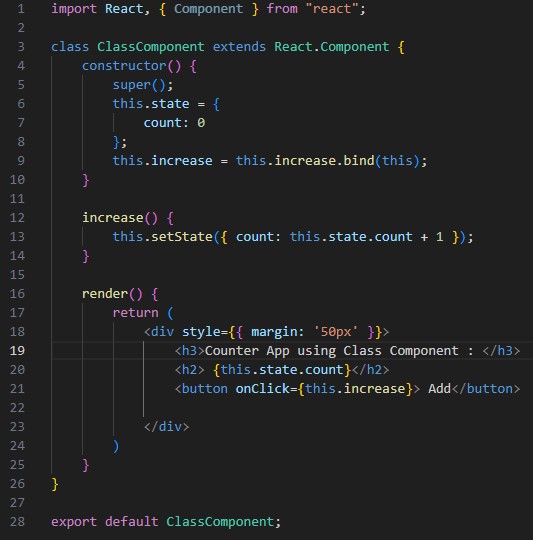 1 import React, { Component } from "react";
2
3 class ClassComponent extends React.Component {
4     constructor() {
5         super();
6         this.state = {
7             count: 0
8         };
9         this.increase = this.increase.bind(this);
10     }
11
12     increase() {
13         this.setState({ count: this.state.count + 1 });
14     }
15
16     render() {
17         return (
18             <div style={{ margin: '50px' }}>
19                 <h3>Counter App using Class Component : </h3>
20                 <h2> {this.state.count}</h2>
21                 <button onClick={this.increase}> Add</button>
22
23             </div>
24         )
25     }
26 }
27
28 export default ClassComponent;